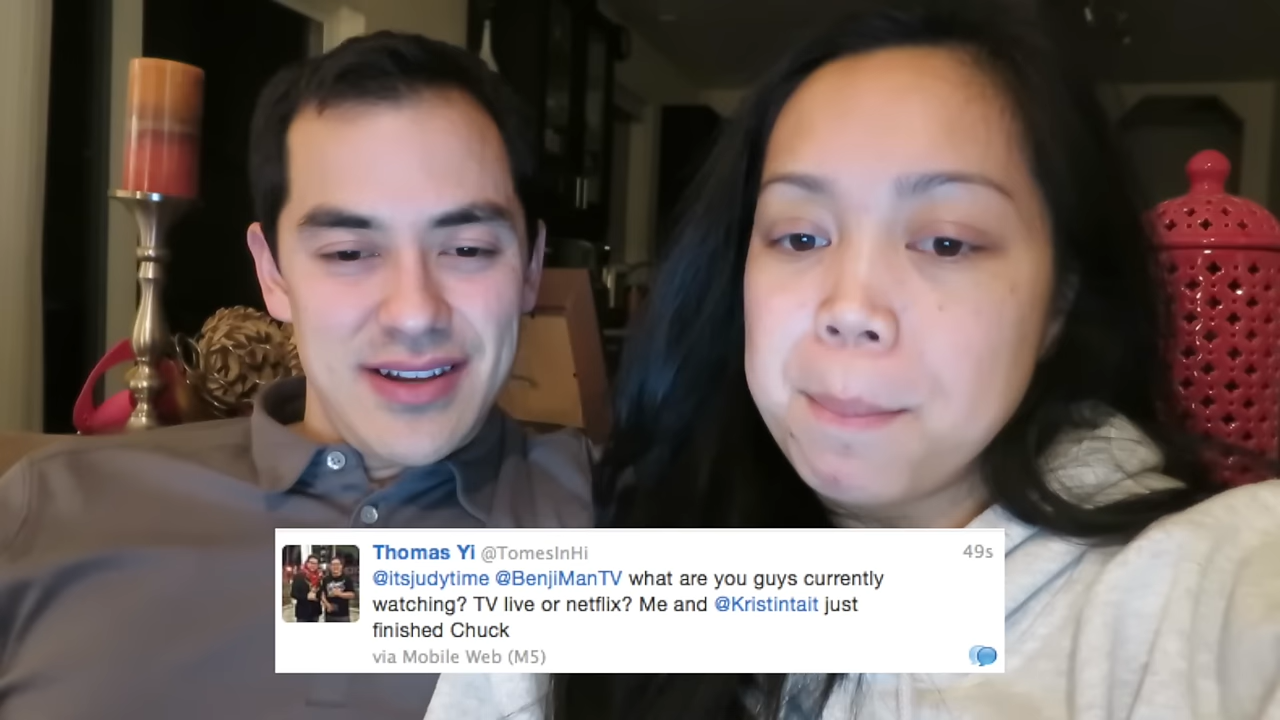 Thomas Yi @TomesInHi 49s
@itsjudytime @BenjiManTV what are you guys currently
watching? TV live or netflix? Me and @Kristintait just
finished Chuck
via Mobile Web (M5)